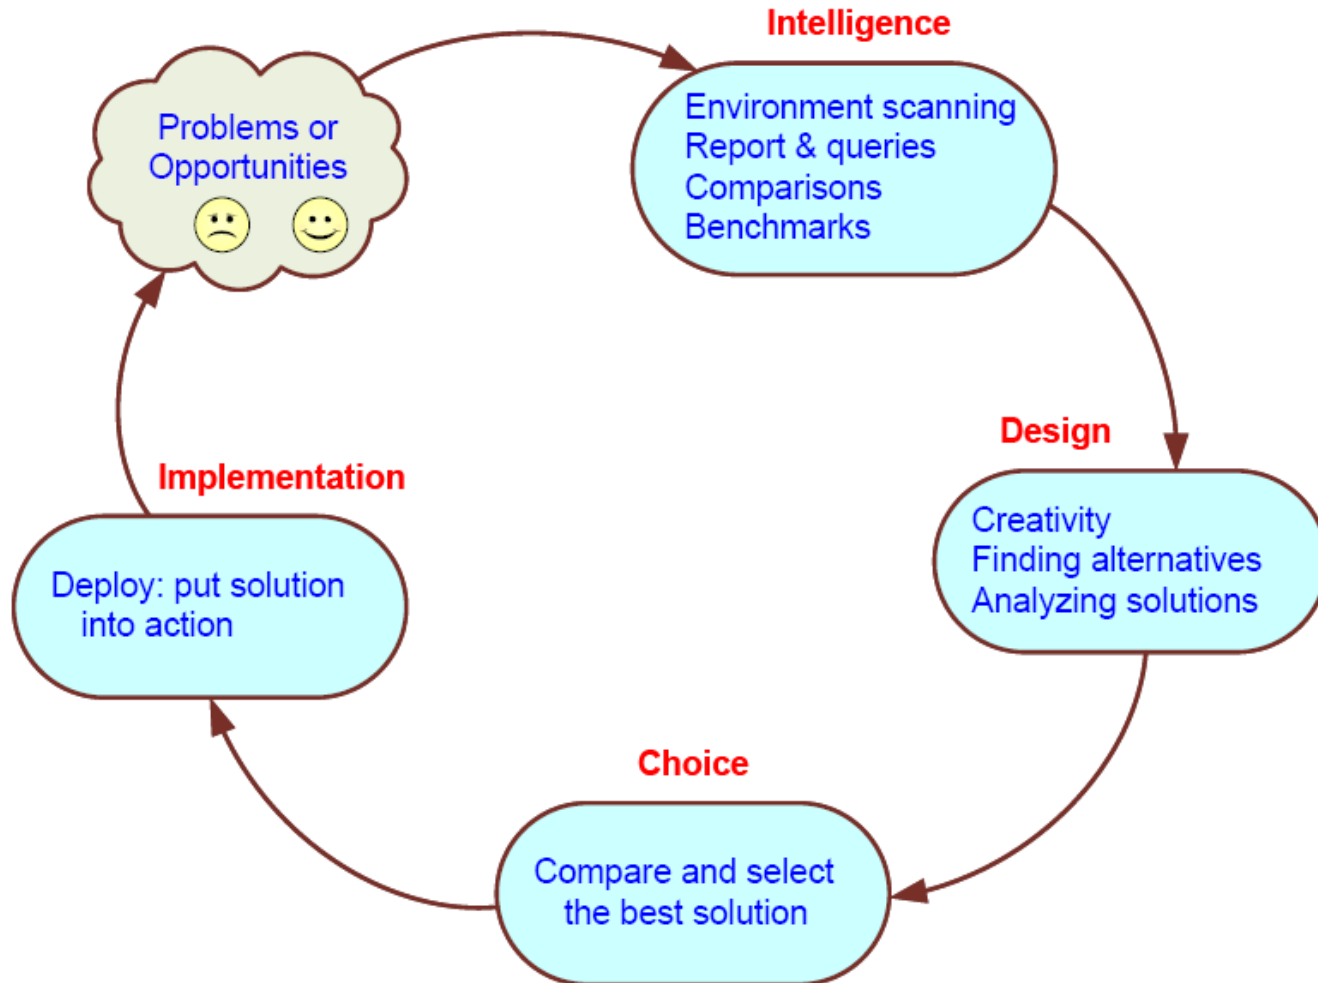 Problems or
Opportunities
Intelligence
Environment scanning
Report & queries
Comparisons
Benchmarks
Design
Creativity
Finding alternatives
Analyzing solutions
Choice
Compare and select
the best solution
Implementation
Deploy: put solution
into action